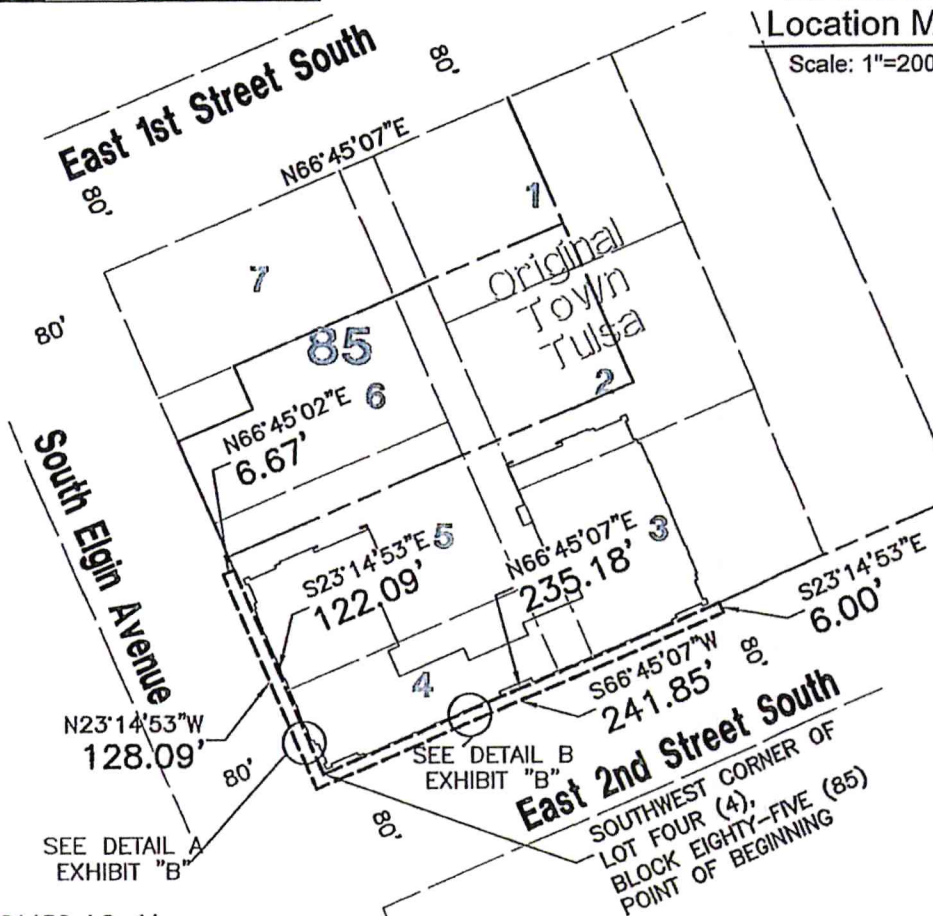 Location M
Scale: 1"=200
East 1st Street South
80'
80'
N66°45'07"E
1
7
Original
Town
Tulsa
80'
85
2
N66°45'02"E
6.67'
6
South Elgin Avenue
5
S23°14'53"E
122.09'
N66°45'07"E
235.18'
3
S23°14'53"E
6.00'
4
S66°45'07"W
241.85'
80'
N23°14'53"W
128.09'
80'
SEE DETAIL B
EXHIBIT "B"
East 2nd Street South
80'
SEE DETAIL A
EXHIBIT "B"
SOUTHWEST CORNER OF
LOT FOUR (4),
BLOCK EIGHTY-FIVE (85)
POINT OF BEGINNING